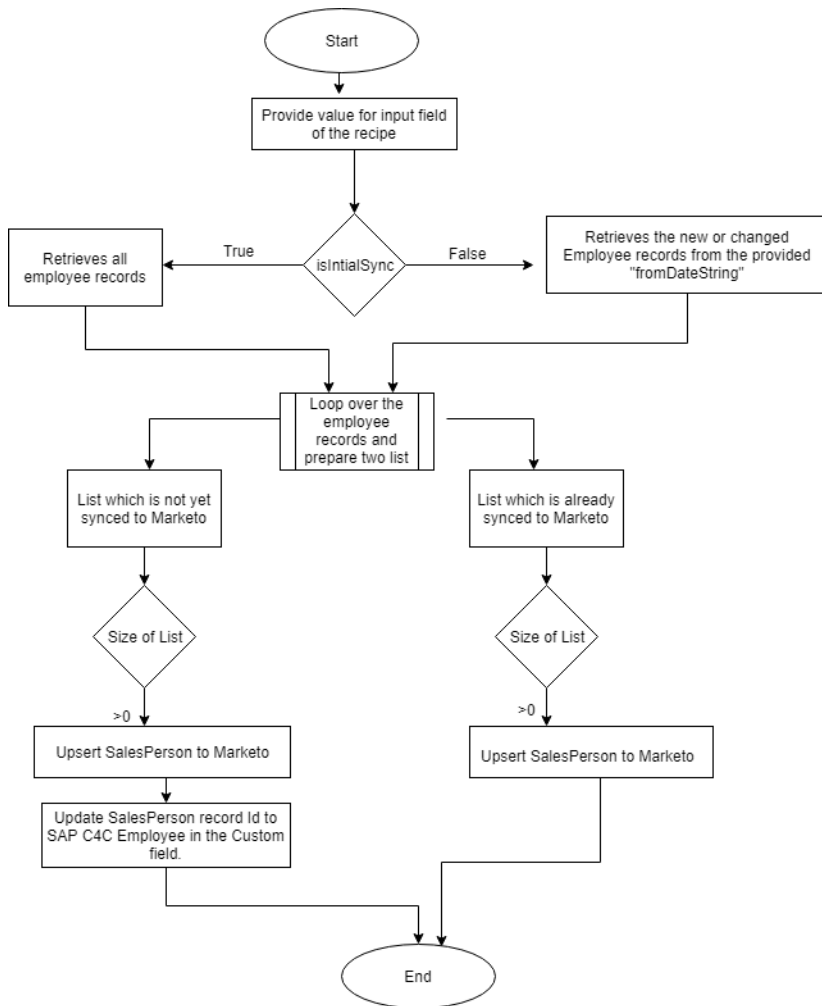 Start
Provide value for input field
of the recipe
Retrieves all
employee records
True
isIntialSync
False
Retrieves the new or changed
Employee records from the provided
"fromDateString"
Loop over the
employee
records and
prepare two list
List which is not yet
synced to Marketo
List which is already
synced to Marketo
Size of List
Size of List
>0
>0
Upsert SalesPerson to Marketo
Upsert SalesPerson to Marketo
Update SalesPerson record Id to
SAP C4C Employee in the Custom
field.
End